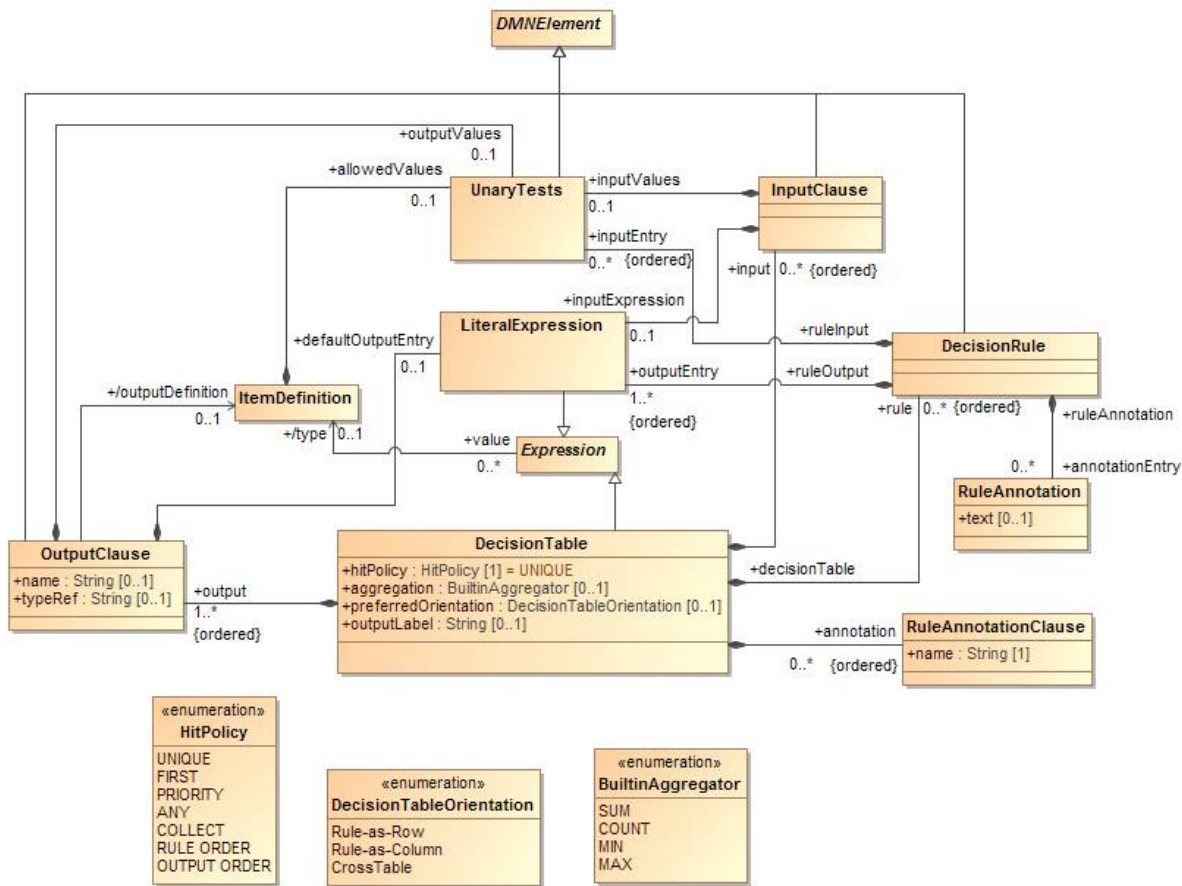 DMNElement
+outputValues
0..1
+allowedValues
0..1
UnaryTests
+inputValues
0..1
InputClause
+inputEntry
0..* {ordered}
+input 0..* {ordered}
+inputExpression
0..1
LiteralExpression
+defaultOutputEntry
0..1
+ruleInput
DecisionRule
+outputEntry
1..*
{ordered}
+ruleOutput
+rule 0..* {ordered}
+/outputDefinition
0..1
ItemDefinition
+/type 0..1
+value
0..*
Expression
+ruleAnnotation
0..*
+annotationEntry
RuleAnnotation
+text [0..1]
OutputClause
+name : String [0..1]
+typeRef : String [0..1]
+output
1..*
{ordered}
DecisionTable
+hitPolicy : HitPolicy [1] = UNIQUE
+aggregation : BuiltinAggregator [0..1]
+preferredOrientation : DecisionTableOrientation [0..1]
+outputLabel : String [0..1]
+decisionTable
+annotation
0..* {ordered}
RuleAnnotationClause
+name : String [1]
«enumeration»
HitPolicy
UNIQUE
FIRST
PRIORITY
ANY
COLLECT
RULE ORDER
OUTPUT ORDER
«enumeration»
DecisionTableOrientation
Rule-as-Row
Rule-as-Column
CrossTable
«enumeration»
BuiltinAggregator
SUM
COUNT
MIN
MAX